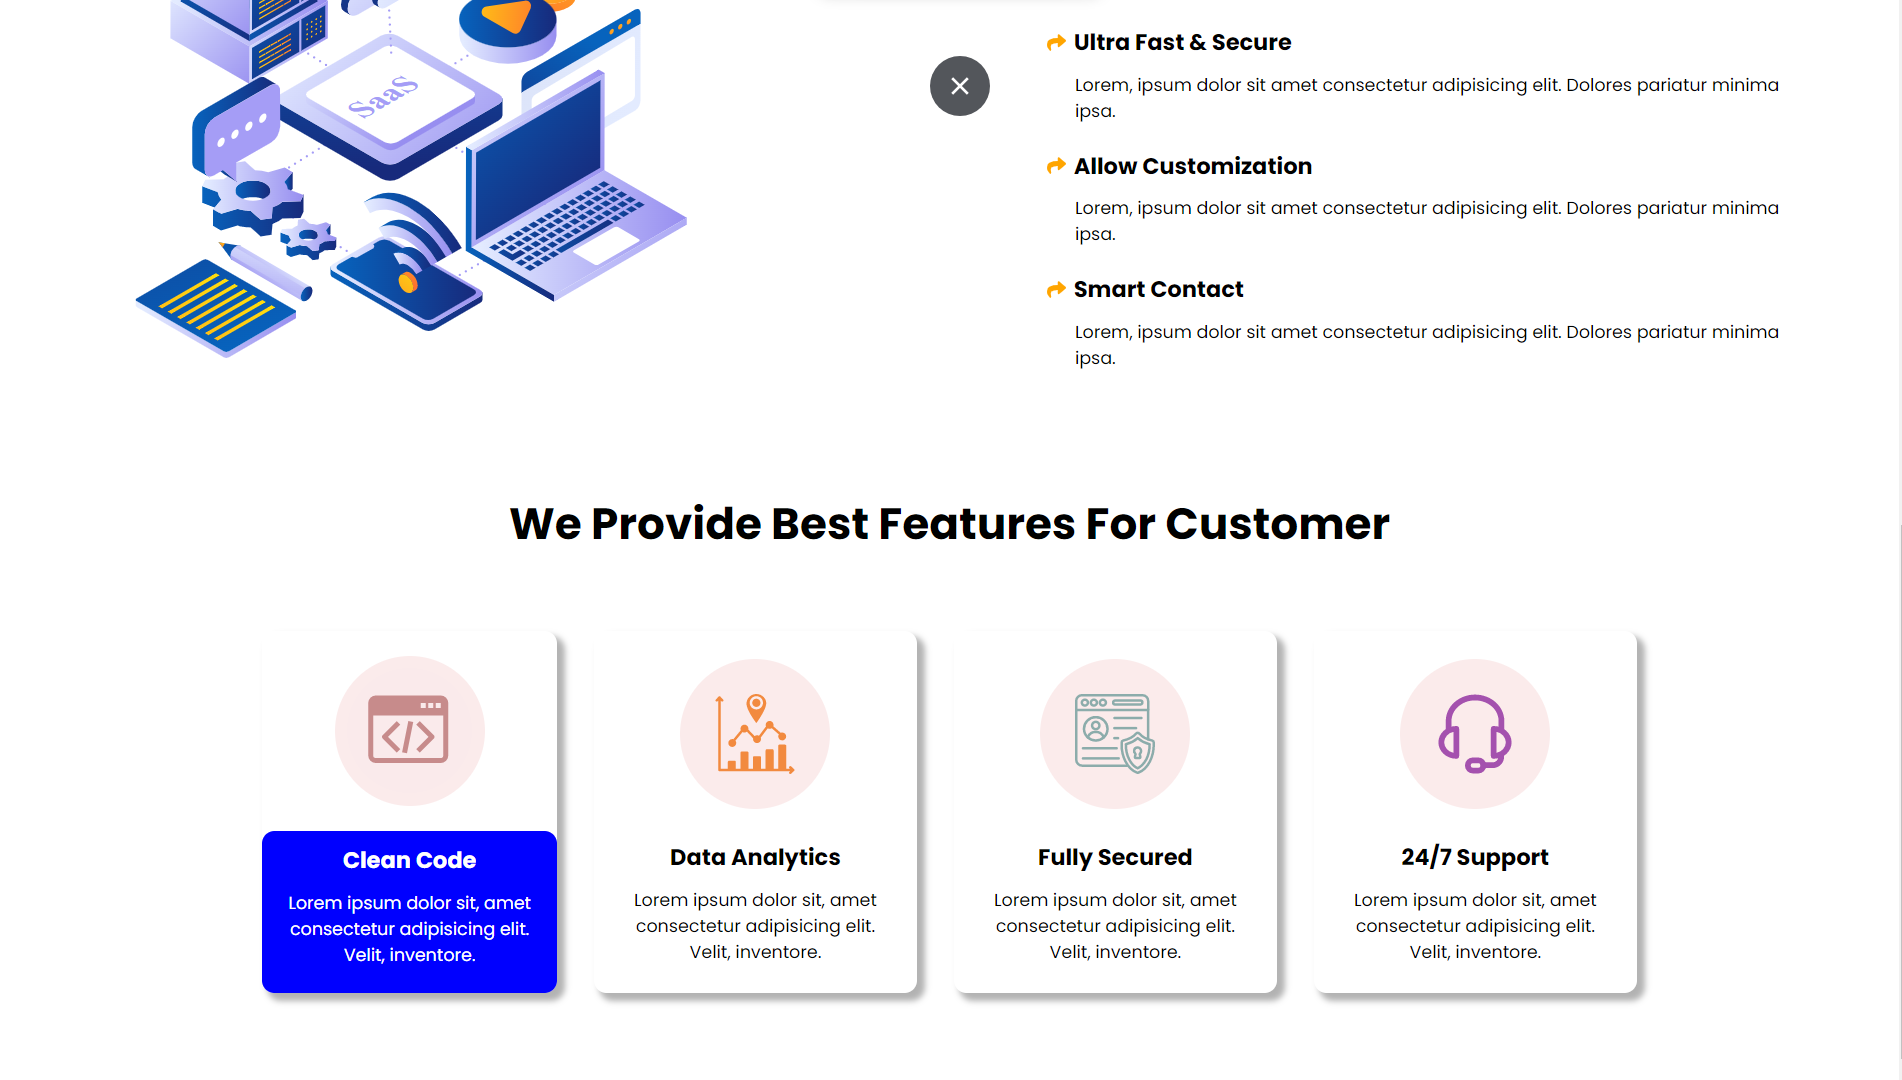 SaaS
Ultra Fast & Secure
Lorem, ipsum dolor sit amet consectetur adipisicing elit. Dolores pariatur minima
ipsa.
Allow Customization
Lorem, ipsum dolor sit amet consectetur adipisicing elit. Dolores pariatur minima
ipsa.
Smart Contact
Lorem, ipsum dolor sit amet consectetur adipisicing elit. Dolores pariatur minima
ipsa.
We Provide Best Features For Customer
Clean Code
Lorem ipsum dolor sit, amet
consectetur adipisicing elit.
Velit, inventore.
Data Analytics
Lorem ipsum dolor sit, amet
consectetur adipisicing elit.
Velit, inventore.
Fully Secured
Lorem ipsum dolor sit, amet
consectetur adipisicing elit.
Velit, inventore.
24/7 Support
Lorem ipsum dolor sit, amet
consectetur adipisicing elit.
Velit, inventore.